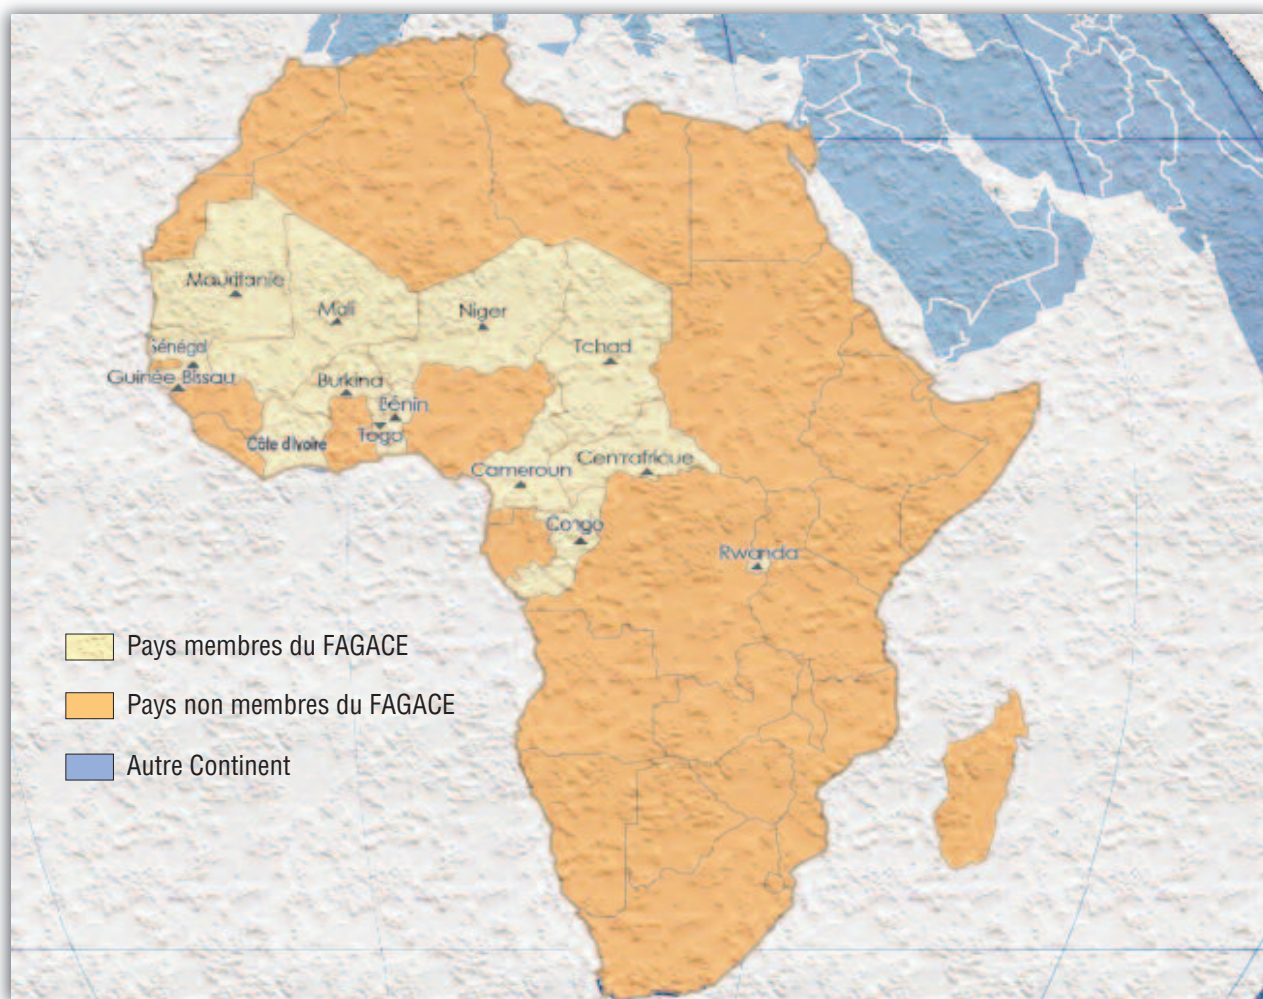 Mauritanie
Mali
Niger
Sénégal
Tchad
Guinée Bissau
Burkina
Bénin
Togo
Côte d'Ivoire
Cameroun
Centrafrique
Congo
Rwanda
Pays membres du FAGACE
Pays non membres du FAGACE
Autre Continent